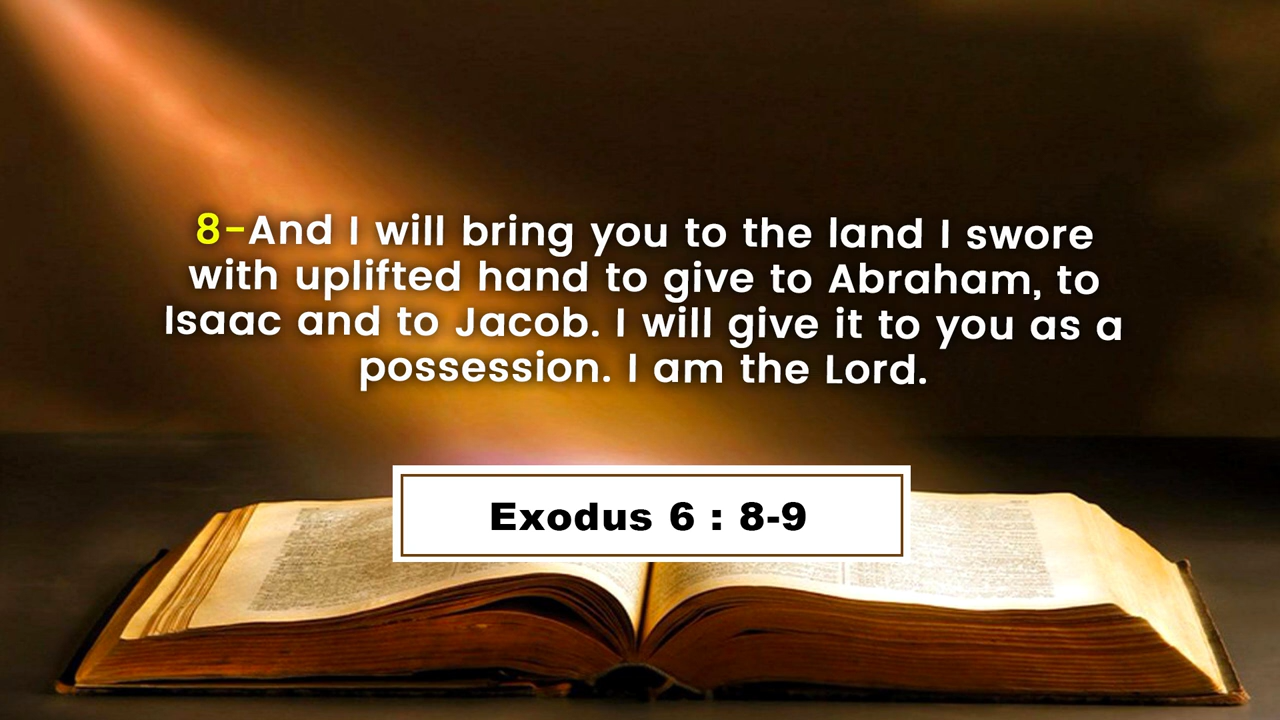 8-And I will bring you to the land I swore
with uplifted hand to give to Abraham, to
Isaac and to Jacob. I will give it to you as a
possession. I am the Lord.
Exodus 6 : 8-9